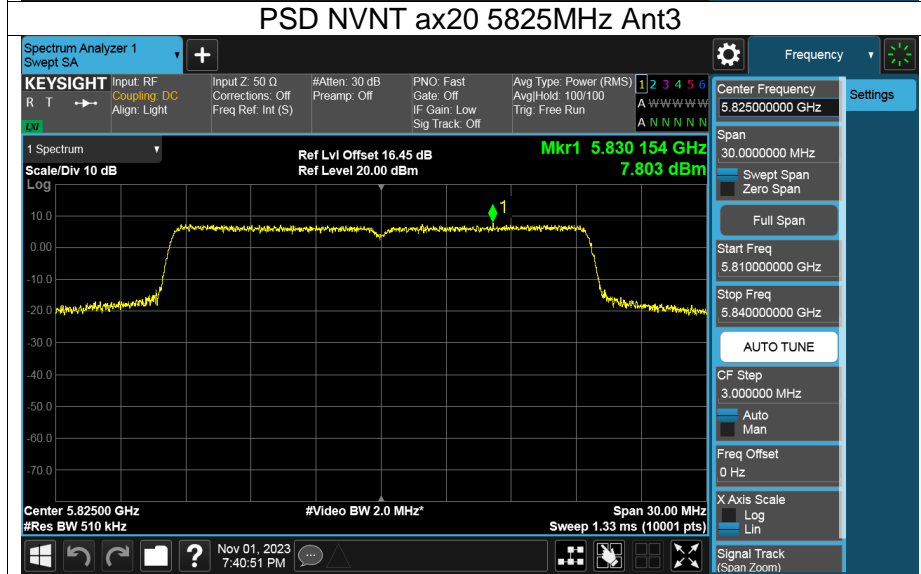 PSD NVNT ax20 5825MHz Ant3
Spectrum Analyzer 1
Swept SA
+
Frequency
KEYSIGHT
R T
LXI
Input: RF
Coupling: DC
Align: Light
Input Z: 50 Ω
Corrections: Off
Freq Ref: Int (S)
#Atten: 30 dB
Preamp: Off
PNO: Fast
Gate: Off
IF Gain: Low
Sig Track: Off
Avg Type: Power (RMS)
Avg|Hold: 100/100
Trig: Free Run
1 2 3 4 5 6
A W W W W W
A N N N N N
1 Spectrum
Scale/Div 10 dB
Log
Ref Lvl Offset 16.45 dB
Ref Level 20.00 dBm
Mkr1 5.830 154 GHz
7.803 dBm
1
10.0
0.00
-10.0
-20.0
-30.0
-40.0
-50.0
-60.0
-70.0
Center 5.82500 GHz
#Res BW 510 kHz
#Video BW 2.0 MHz*
Span 30.00 MHz
Sweep 1.33 ms (10001 pts)
Center Frequency
5.825000000 GHz
Settings
Span
30.0000000 MHz
Swept Span
Zero Span
Full Span
Start Freq
5.810000000 GHz
Stop Freq
5.840000000 GHz
AUTO TUNE
CF Step
3.000000 MHz
Auto
Man
Freq Offset
0 Hz
X Axis Scale
Log
Lin
Signal Track
(Span Zoom)
?
Nov 01, 2023
7:40:51 PM